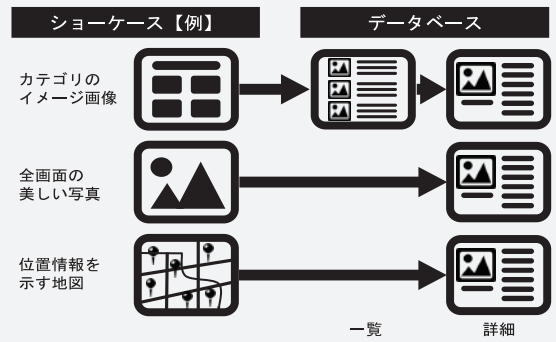 ショーケース【例】
データベース
カテゴリの
イメージ画像
全画面の
美しい写真
位置情報を
示す地図
一覧
詳細